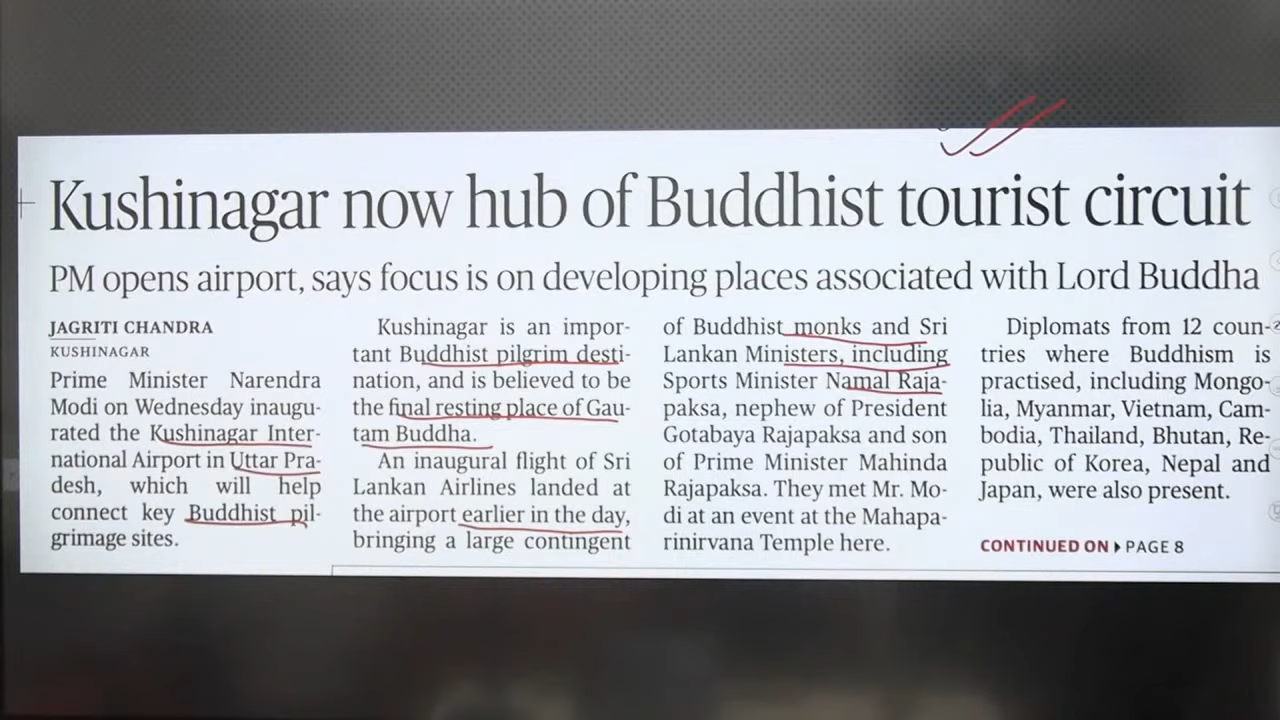 Kushinagar now hub of Buddhist tourist circuit
PM opens airport, says focus is on developing places associated with Lord Buddha
JAGRITI CHANDRA
KUSHINAGAR
Prime Minister Narendra
Modi on Wednesday inaugu-
rated the Kushinagar Inter-
national Airport in Uttar Pra-
desh, which will help
connect key Buddhist pil-
grimage sites.
Kushinagar is an impor-
tant Buddhist pilgrim desti-
nation, and is believed to be
the final resting place of Gau-
tam Buddha.
An inaugural flight of Sri
Lankan Airlines landed at
the airport earlier in the day,
bringing a large contingent
of Buddhist monks and Sri
Lankan Ministers, including
Sports Minister Namal Raja-
paksa, nephew of President
Gotabaya Rajapaksa and son
of Prime Minister Mahinda
Rajapaksa. They met Mr. Mo-
di at an event at the Mahapa-
rinirvana Temple here.
Diplomats from 12 coun-
tries where Buddhism is
practised, including Mongo-
lia, Myanmar, Vietnam, Cam-
bodia, Thailand, Bhutan, Re-
public of Korea, Nepal and
Japan, were also present.
CONTINUED ON PAGE 8